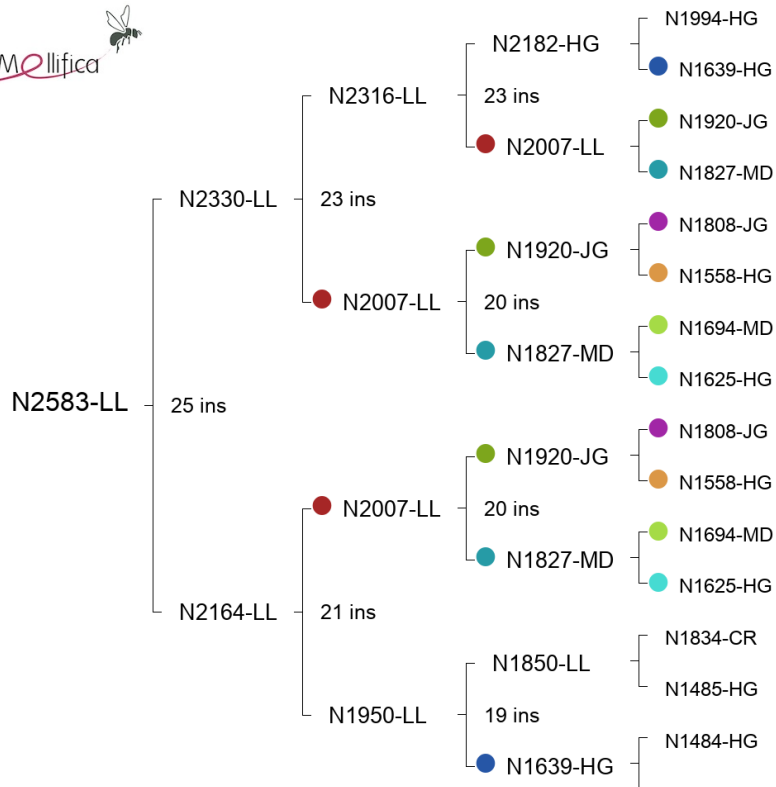 Mellifica
N1994-HG
N2182-HG
N1639-HG
N2316-LL
23 ins
N1920-JG
N2007-LL
N1827-MD
N2330-LL
23 ins
N1808-JG
N1920-JG
N1558-HG
N2007-LL
20 ins
N1694-MD
N1827-MD
N1625-HG
N2583-LL
25 ins
N1808-JG
N1920-JG
N1558-HG
N2007-LL
20 ins
N1694-MD
N1827-MD
N1625-HG
N2164-LL
21 ins
N1834-CR
N1850-LL
N1485-HG
N1950-LL
19 ins
N1484-HG
N1639-HG